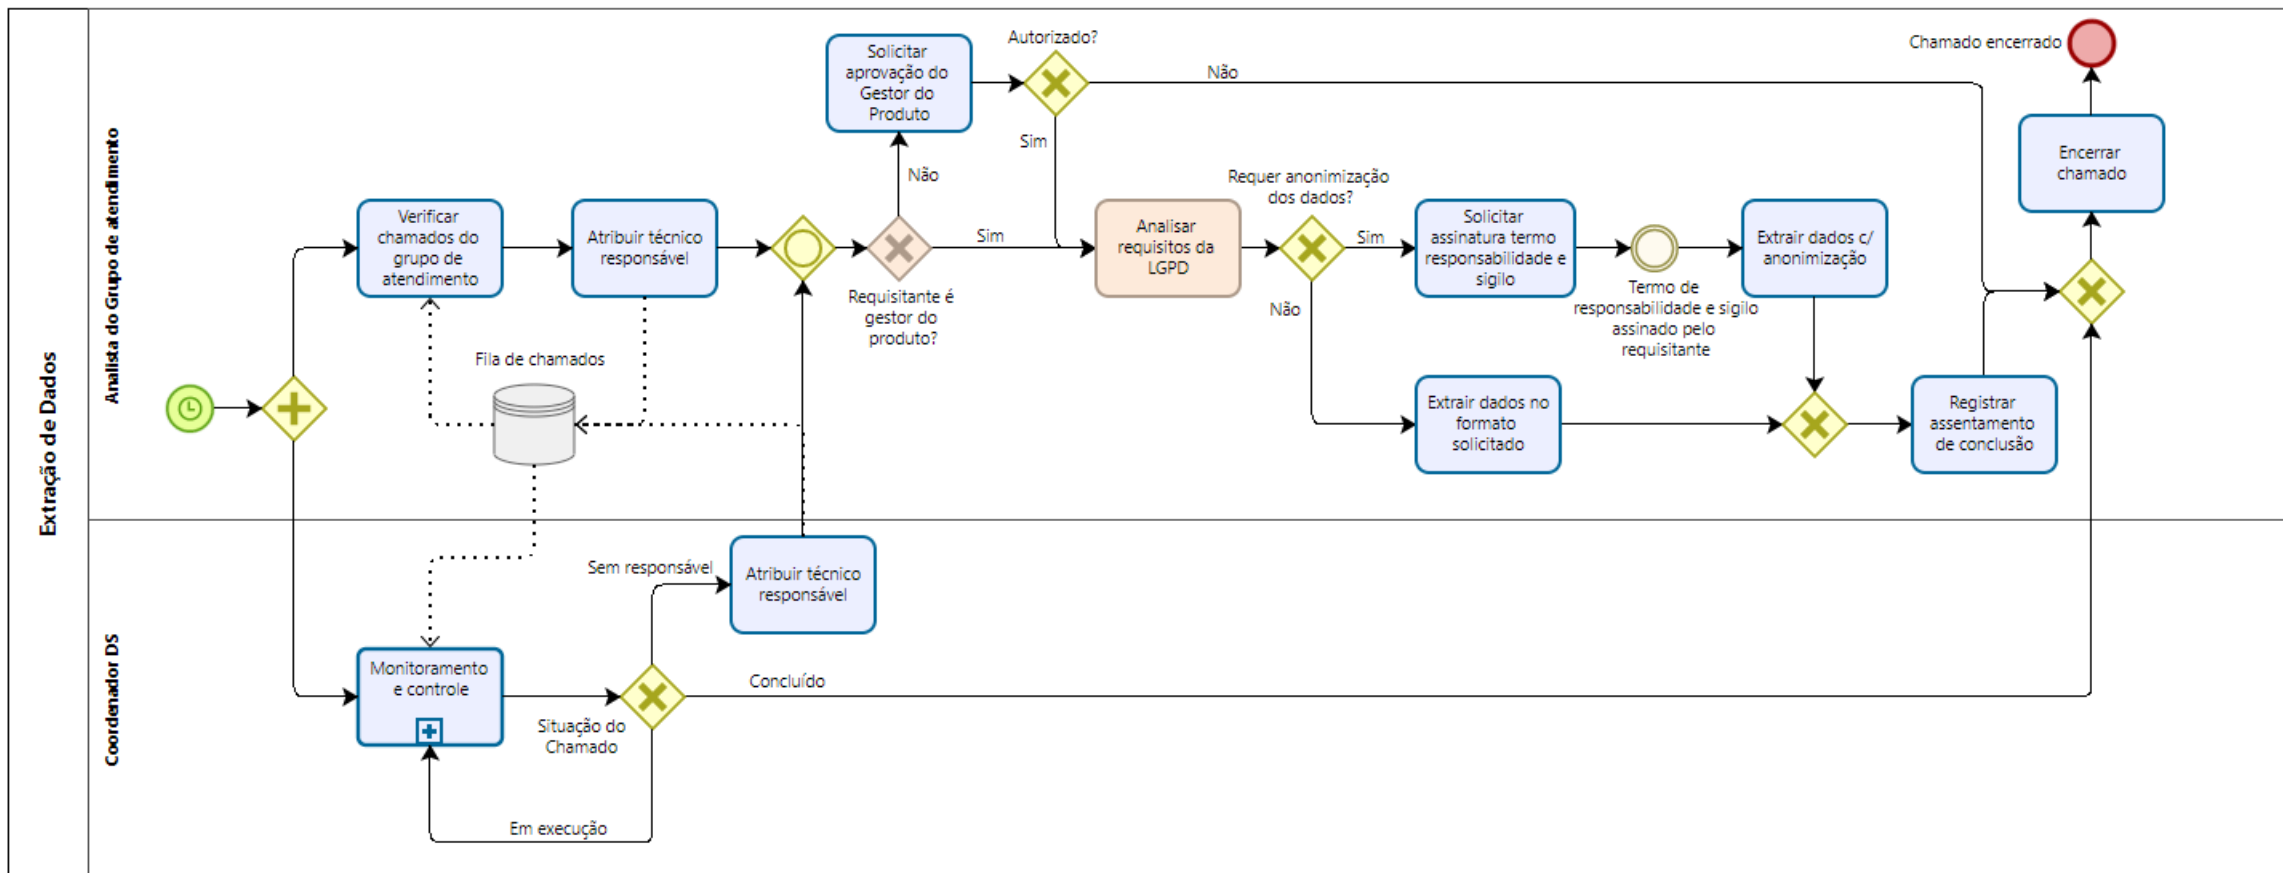 Extração de Dados
Analista do Grupo de atendimento
Verificar
chamados do
grupo de
atendimento
Atribuir técnico
responsável
Fila de chamados
Requisitante é
gestor do
produto?
Não
Sim
Solicitar
aprovação do
Gestor do
Produto
Autorizado?
Não
Sim
Analisar
requisitos da
LGPD
Requer anonimização
dos dados?
Sim
Não
Solicitar
assinatura termo
responsabilidade e
sigilo
Termo de
responsabilidade e sigilo
assinado pelo
requisitante
Extrair dados c/
anonimização
Extrair dados no
formato
solicitado
Registrar
assentamento
de conclusão
Encerrar
chamado
Chamado encerrado
Coordenador DS
Monitoramento
e controle
Situação do
Chamado
Sem responsável
Atribuir técnico
responsável
Concluído
Em execução